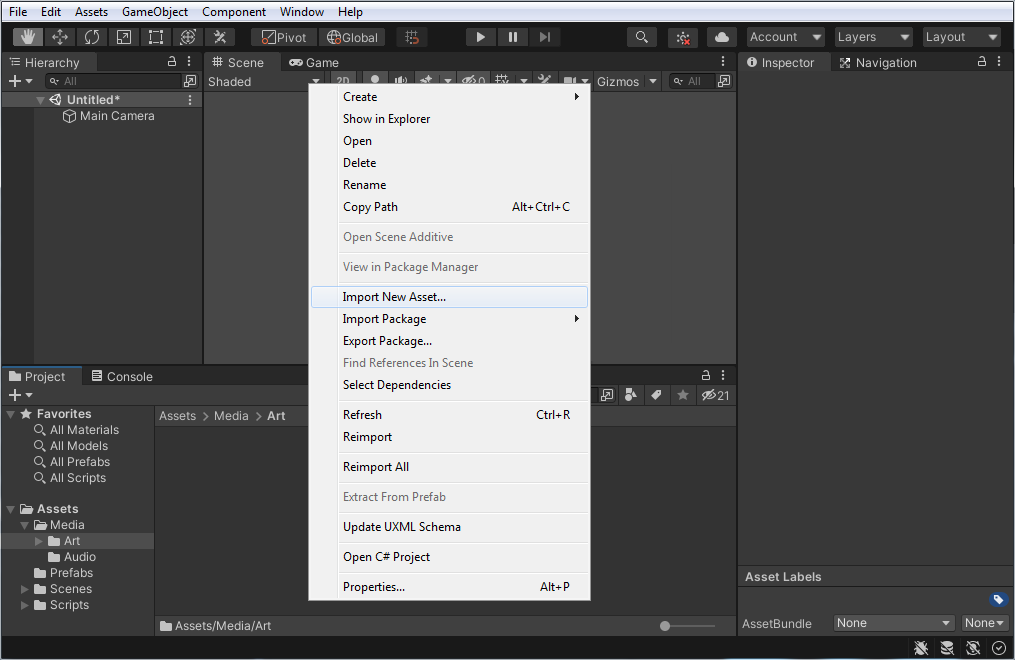 File Edit Assets GameObject Component Window Help
Pivot Global Account Layers Layout
Hierarchy
All
Untitled*
Main Camera
Scene Game
Shaded 2D 0 Gizmos All
Inspector Navigation
Create
Show in Explorer
Open
Delete
Rename
Copy Path Alt+Ctrl+C
Open Scene Additive
View in Package Manager
Import New Asset...
Import Package
Export Package...
Find References In Scene
Select Dependencies
Refresh Ctrl+R
Reimport
Reimport All
Extract From Prefab
Update UXML Schema
Open C# Project
Properties... Alt+P
Project Console
21
Favorites
All Materials
All Models
All Prefabs
All Scripts
Assets
Media
Art
Audio
Prefabs
Scenes
Scripts
Assets > Media > Art
Assets/Media/Art
Asset Labels
AssetBundle None None